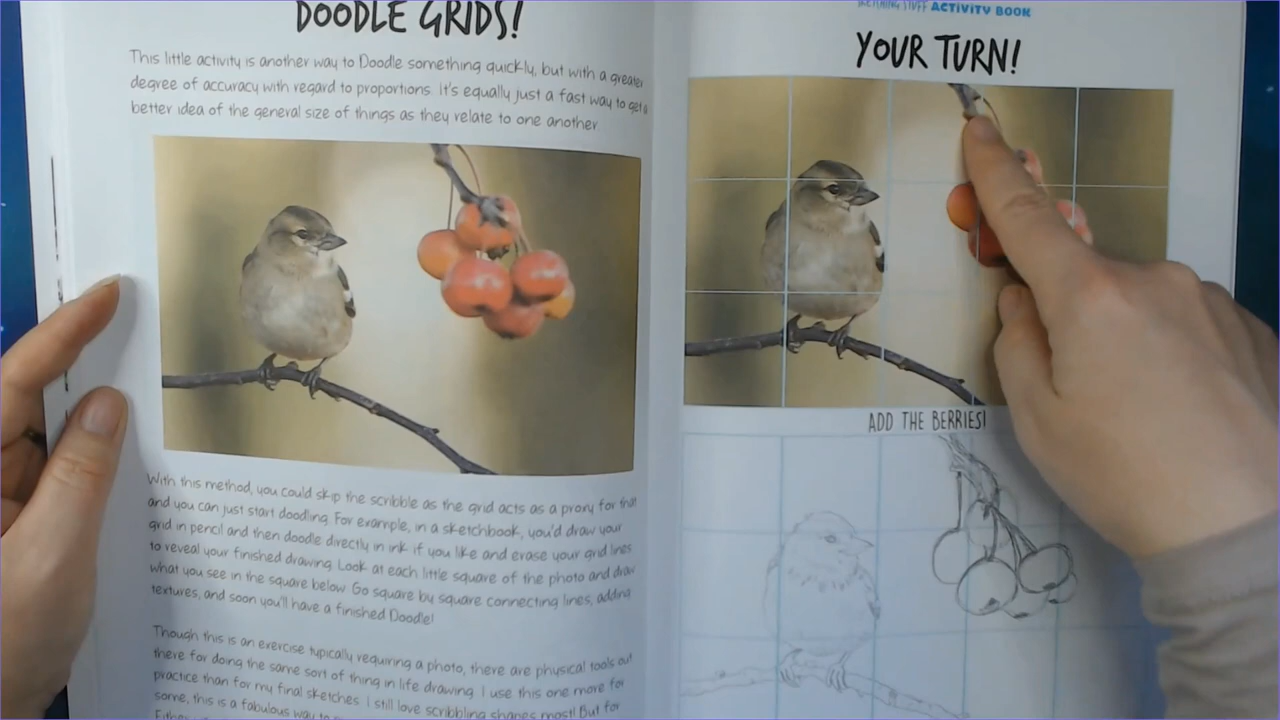 DOODLE GRIDS!
This little activity is another way to Doodle something quickly, but with a greater
degree of accuracy with regard to proportions. It's equally just a fast way to get a
better idea of the general size of things as they relate to one another.
With this method, you could skip the scribble as the grid acts as a proxy for that
and you can just start doodling. For example, in a sketchbook, you'd draw your
grid in pencil and then doodle directly in ink if you like and erase your grid lines
to reveal your finished drawing. Look at each little square of the photo and draw
what you see in the square below. Go square by square connecting lines, adding
textures, and soon you'll have a finished Doodle!
Though this is an exercise typically requiring a photo, there are physical tools out
there for doing the same sort of thing in life drawing. I use this one more for
practice than for my final sketches. I still love scribbling shapes most! But for
some, this is a fabulous way to
SKETCHING STUFF ACTIVITY BOOK
YOUR TURN!
ADD THE BERRIES!